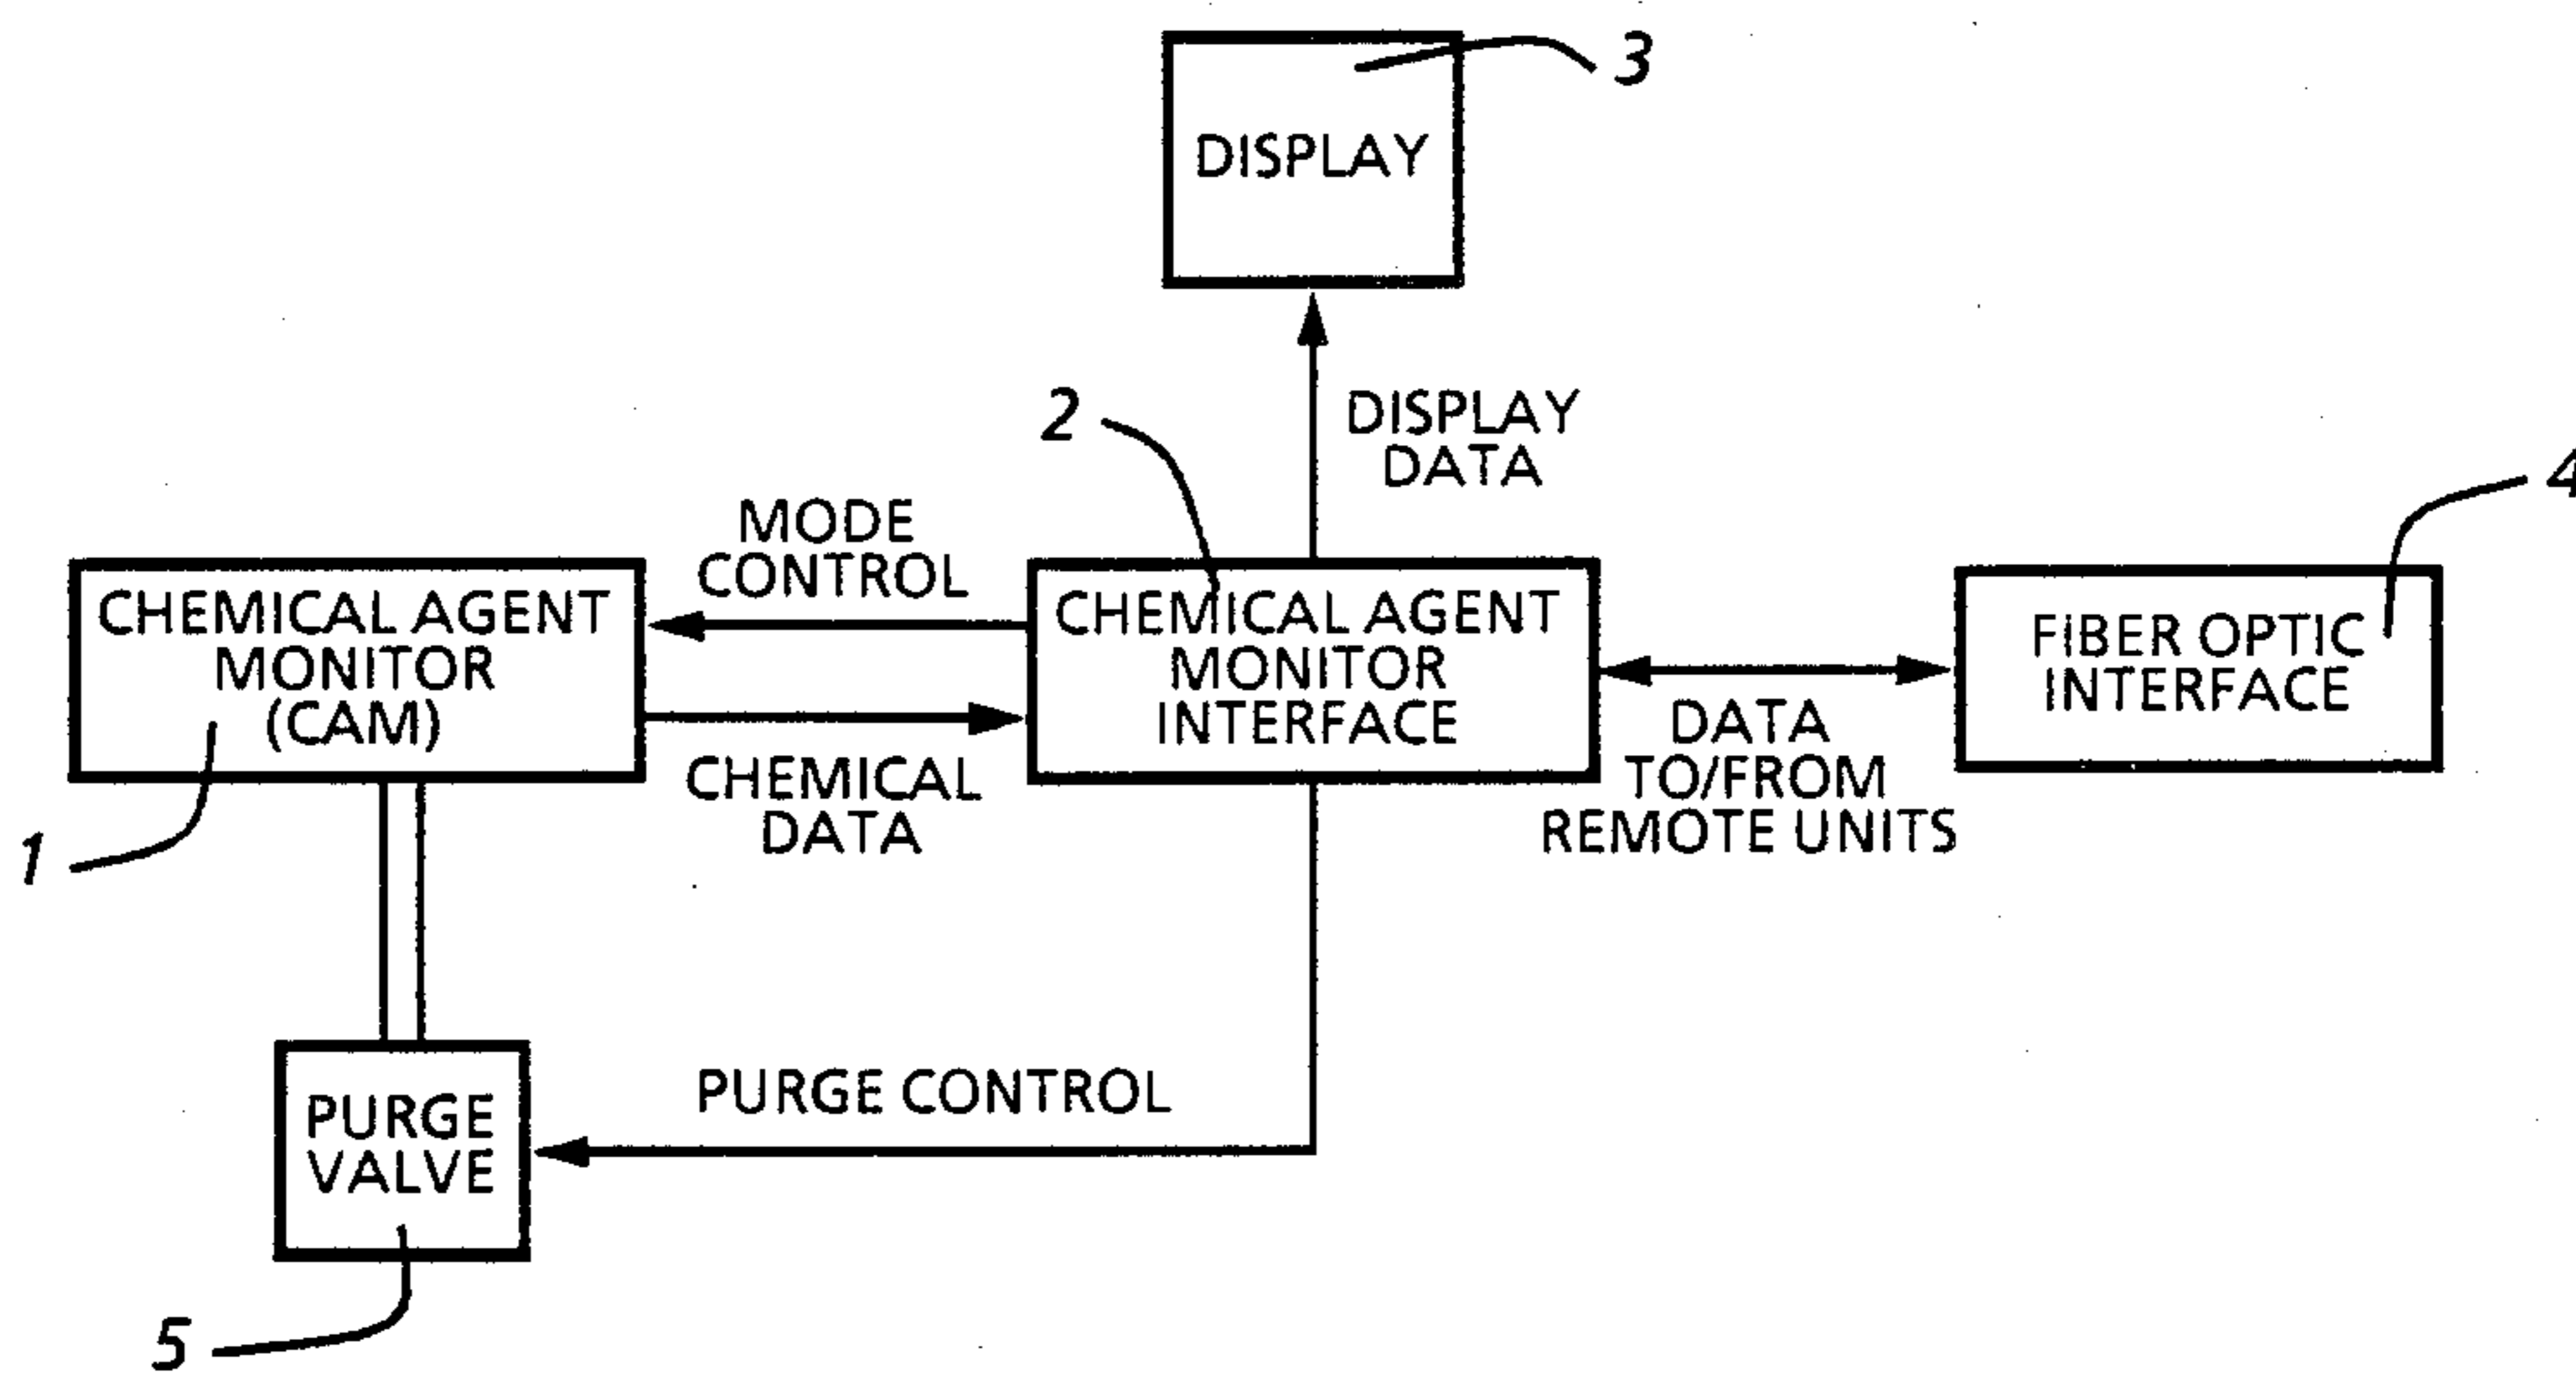 3
DISPLAY
2
DISPLAY
DATA
4
MODE
CONTROL
CHEMICAL AGENT
MONITOR
(CAM)
CHEMICAL AGENT
MONITOR
INTERFACE
FIBER OPTIC
INTERFACE
CHEMICAL
DATA
DATA
TO/FROM
REMOTE UNITS
1
PURGE CONTROL
PURGE
VALVE
5